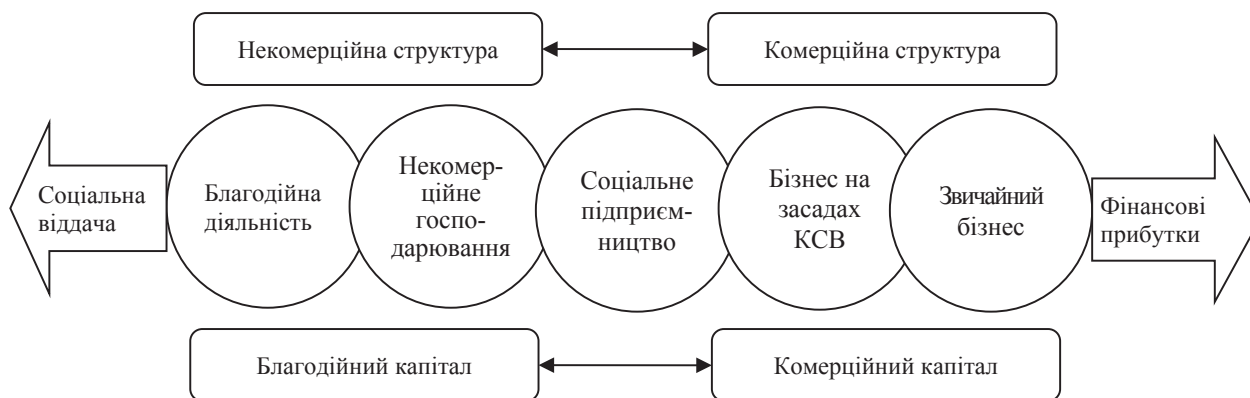 Некомерційна структура
Комерційна структура
Соціальна
віддача
Благодійна
діяльність
Некомер-
ційне
госпо-
дарювання
Соціальне
підприєм-
ництво
Бізнес на
засадах
КСВ
Звичайний
бізнес
Фінансові
прибутки
Благодійний капітал
Комерційний капітал